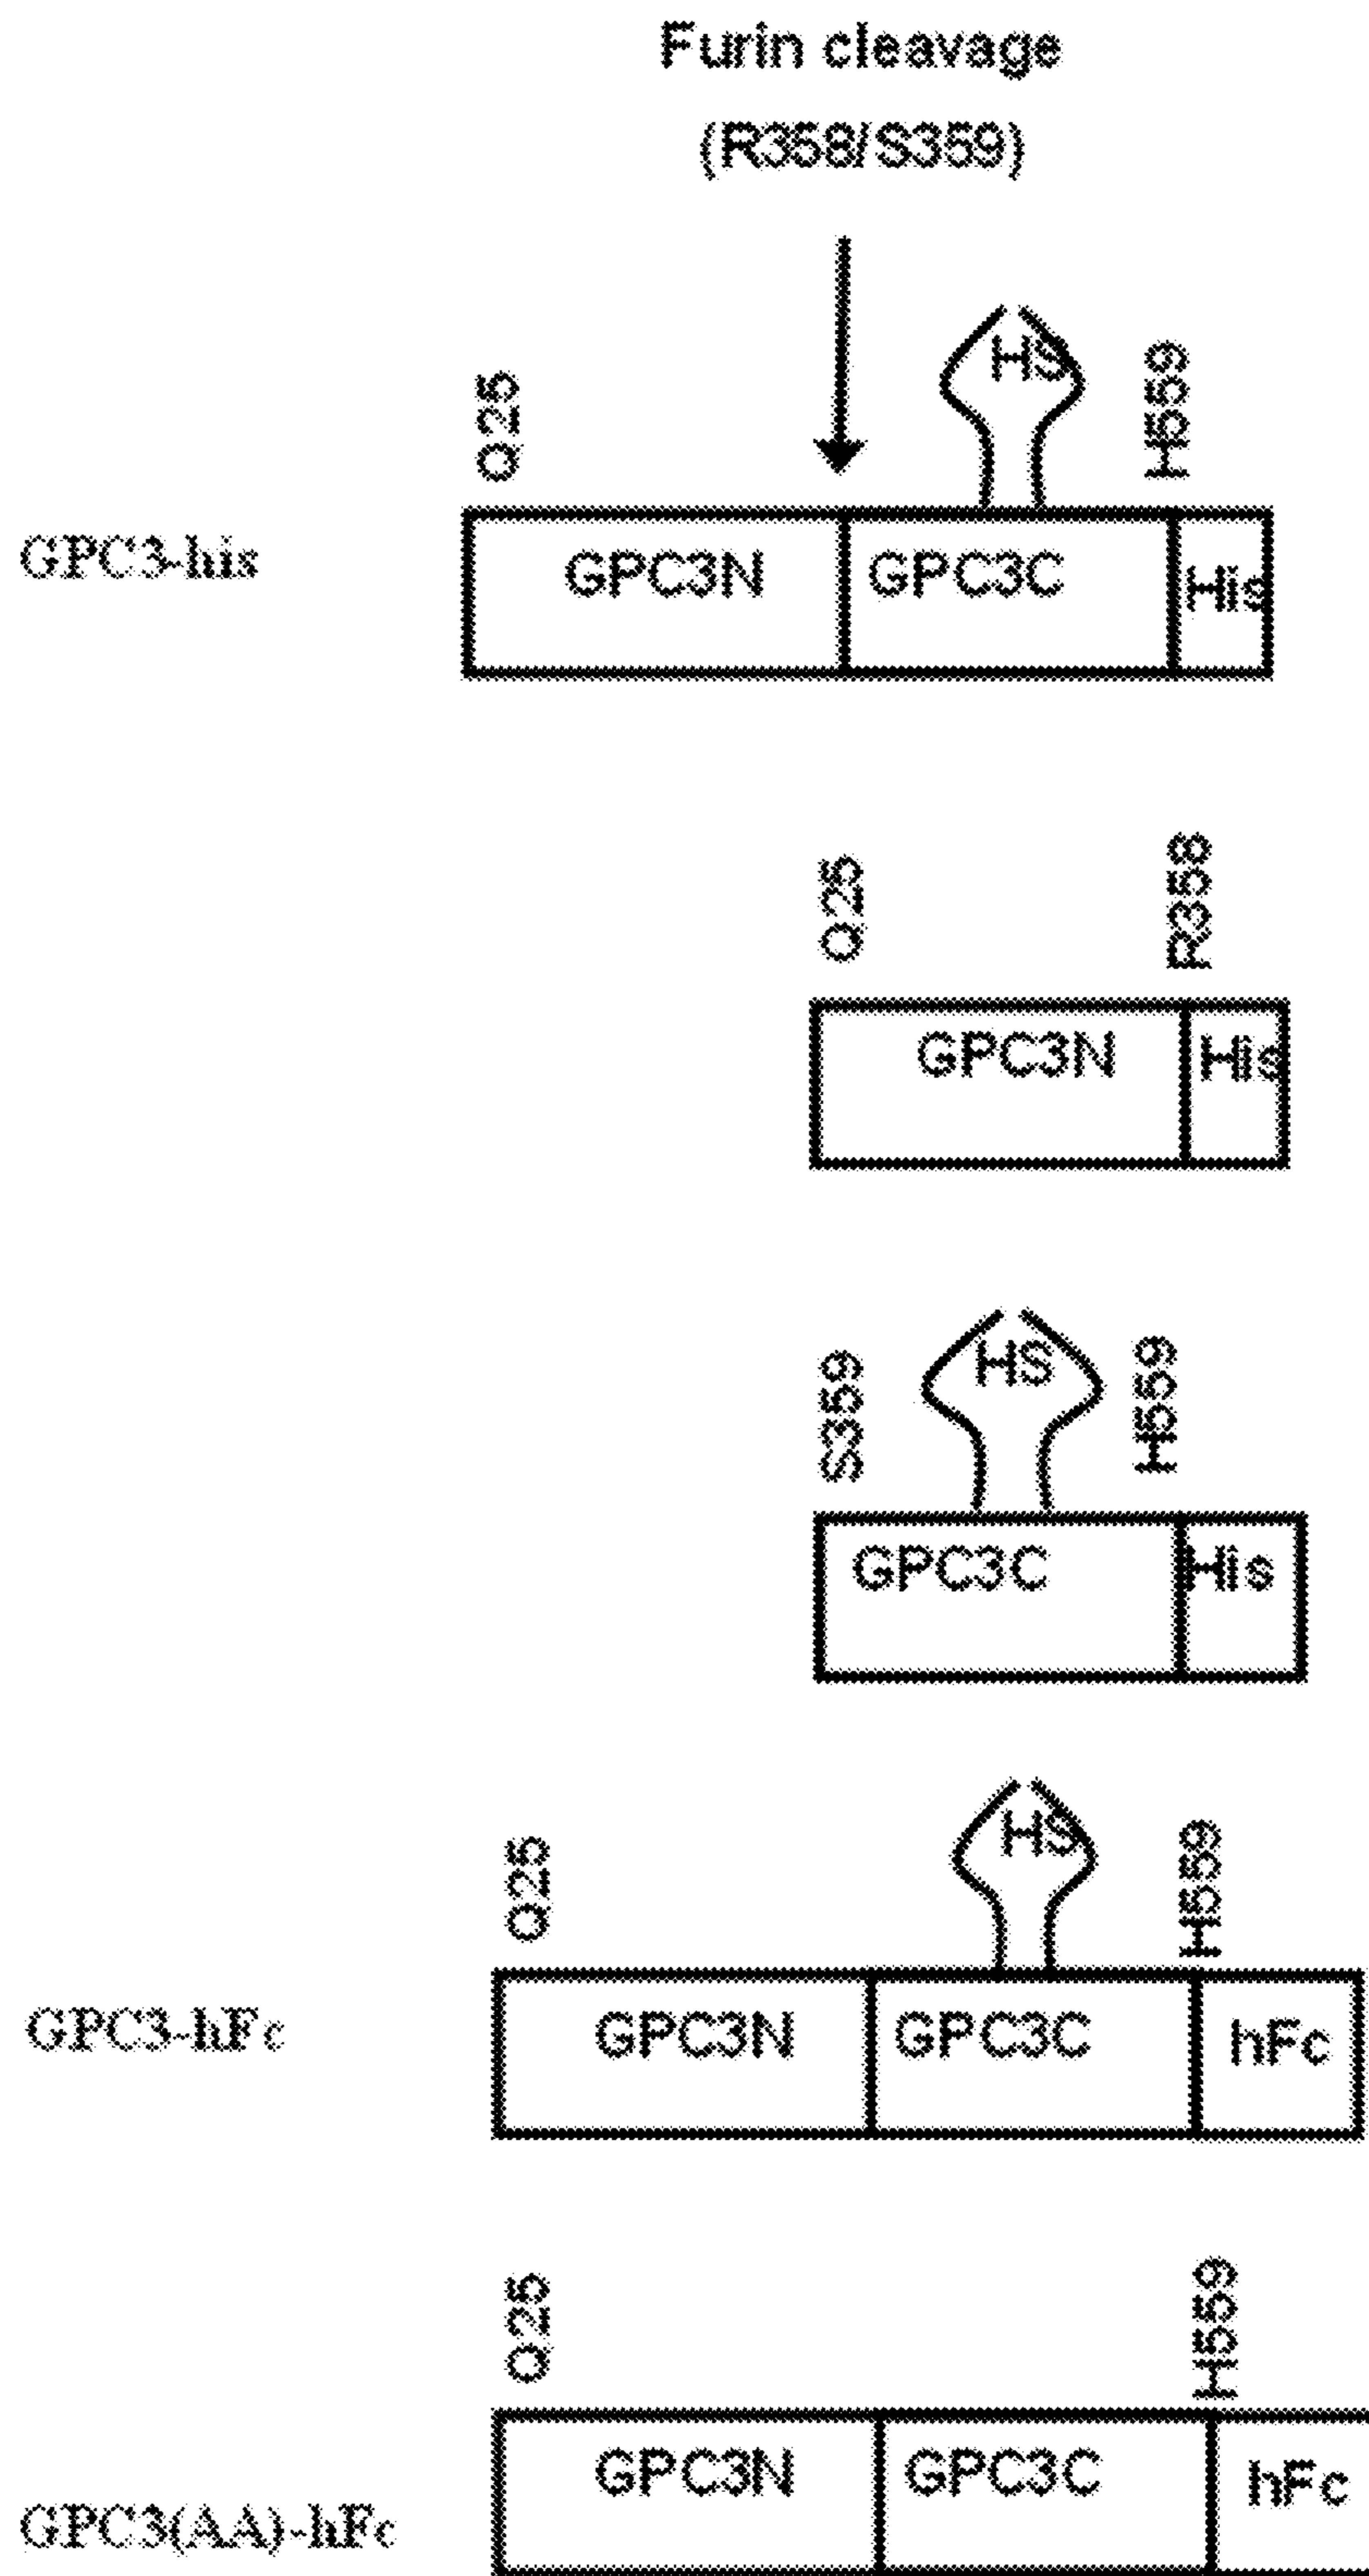 Furin cleavage
(R358/S359)
Q25
HS
H559
GPC3-his
GPC3N
GPC3C
His
Q25
R358
GPC3N
His
S359
HS
H559
GPC3C
His
Q25
HS
H559
GPC3-hFc
GPC3N
GPC3C
hFc
Q25
H559
GPC3(AA)-hFc
GPC3N
GPC3C
hFc